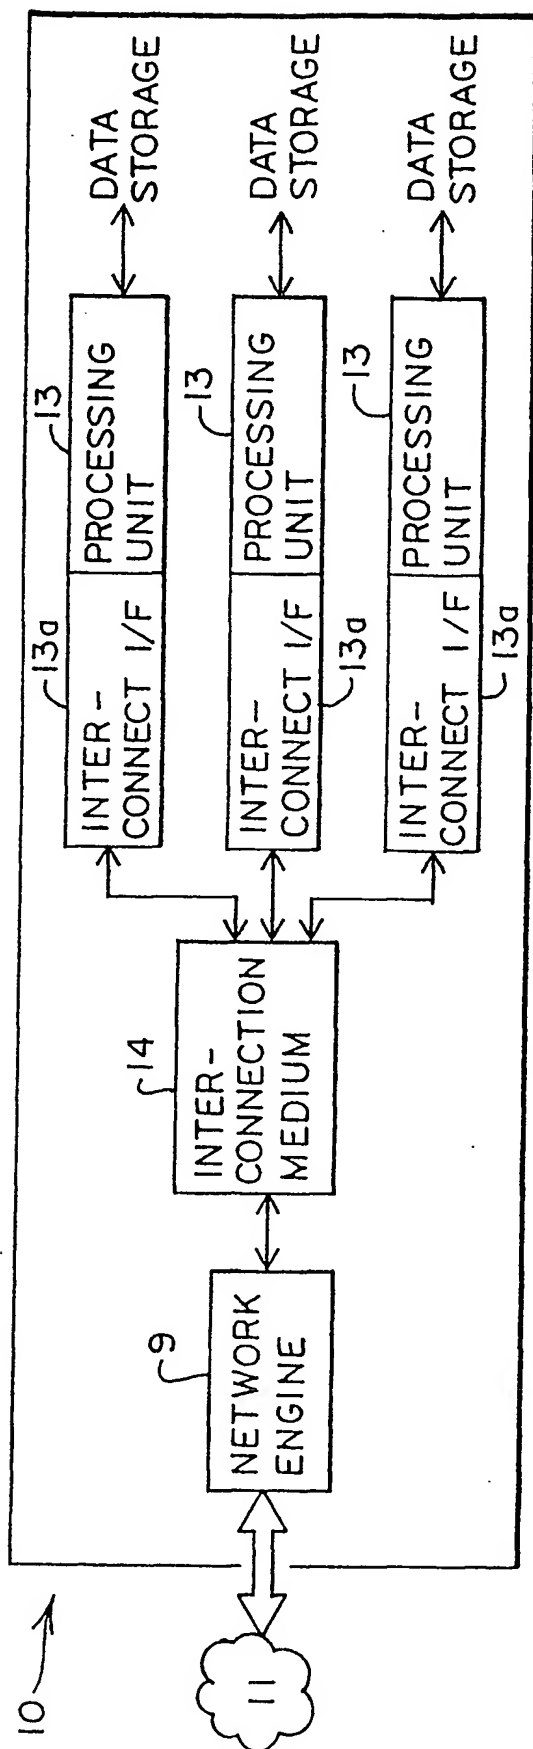 10
11
9
NETWORK
ENGINE
14
INTER-
CONNECTION
MEDIUM
13a
INTER-
CONNECT I/F
13
PROCESSING
UNIT
DATA
STORAGE
INTER-
CONNECT I/F
13a
13
PROCESSING
UNIT
DATA
STORAGE
INTER-
CONNECT I/F
13a
13
PROCESSING
UNIT
DATA
STORAGE